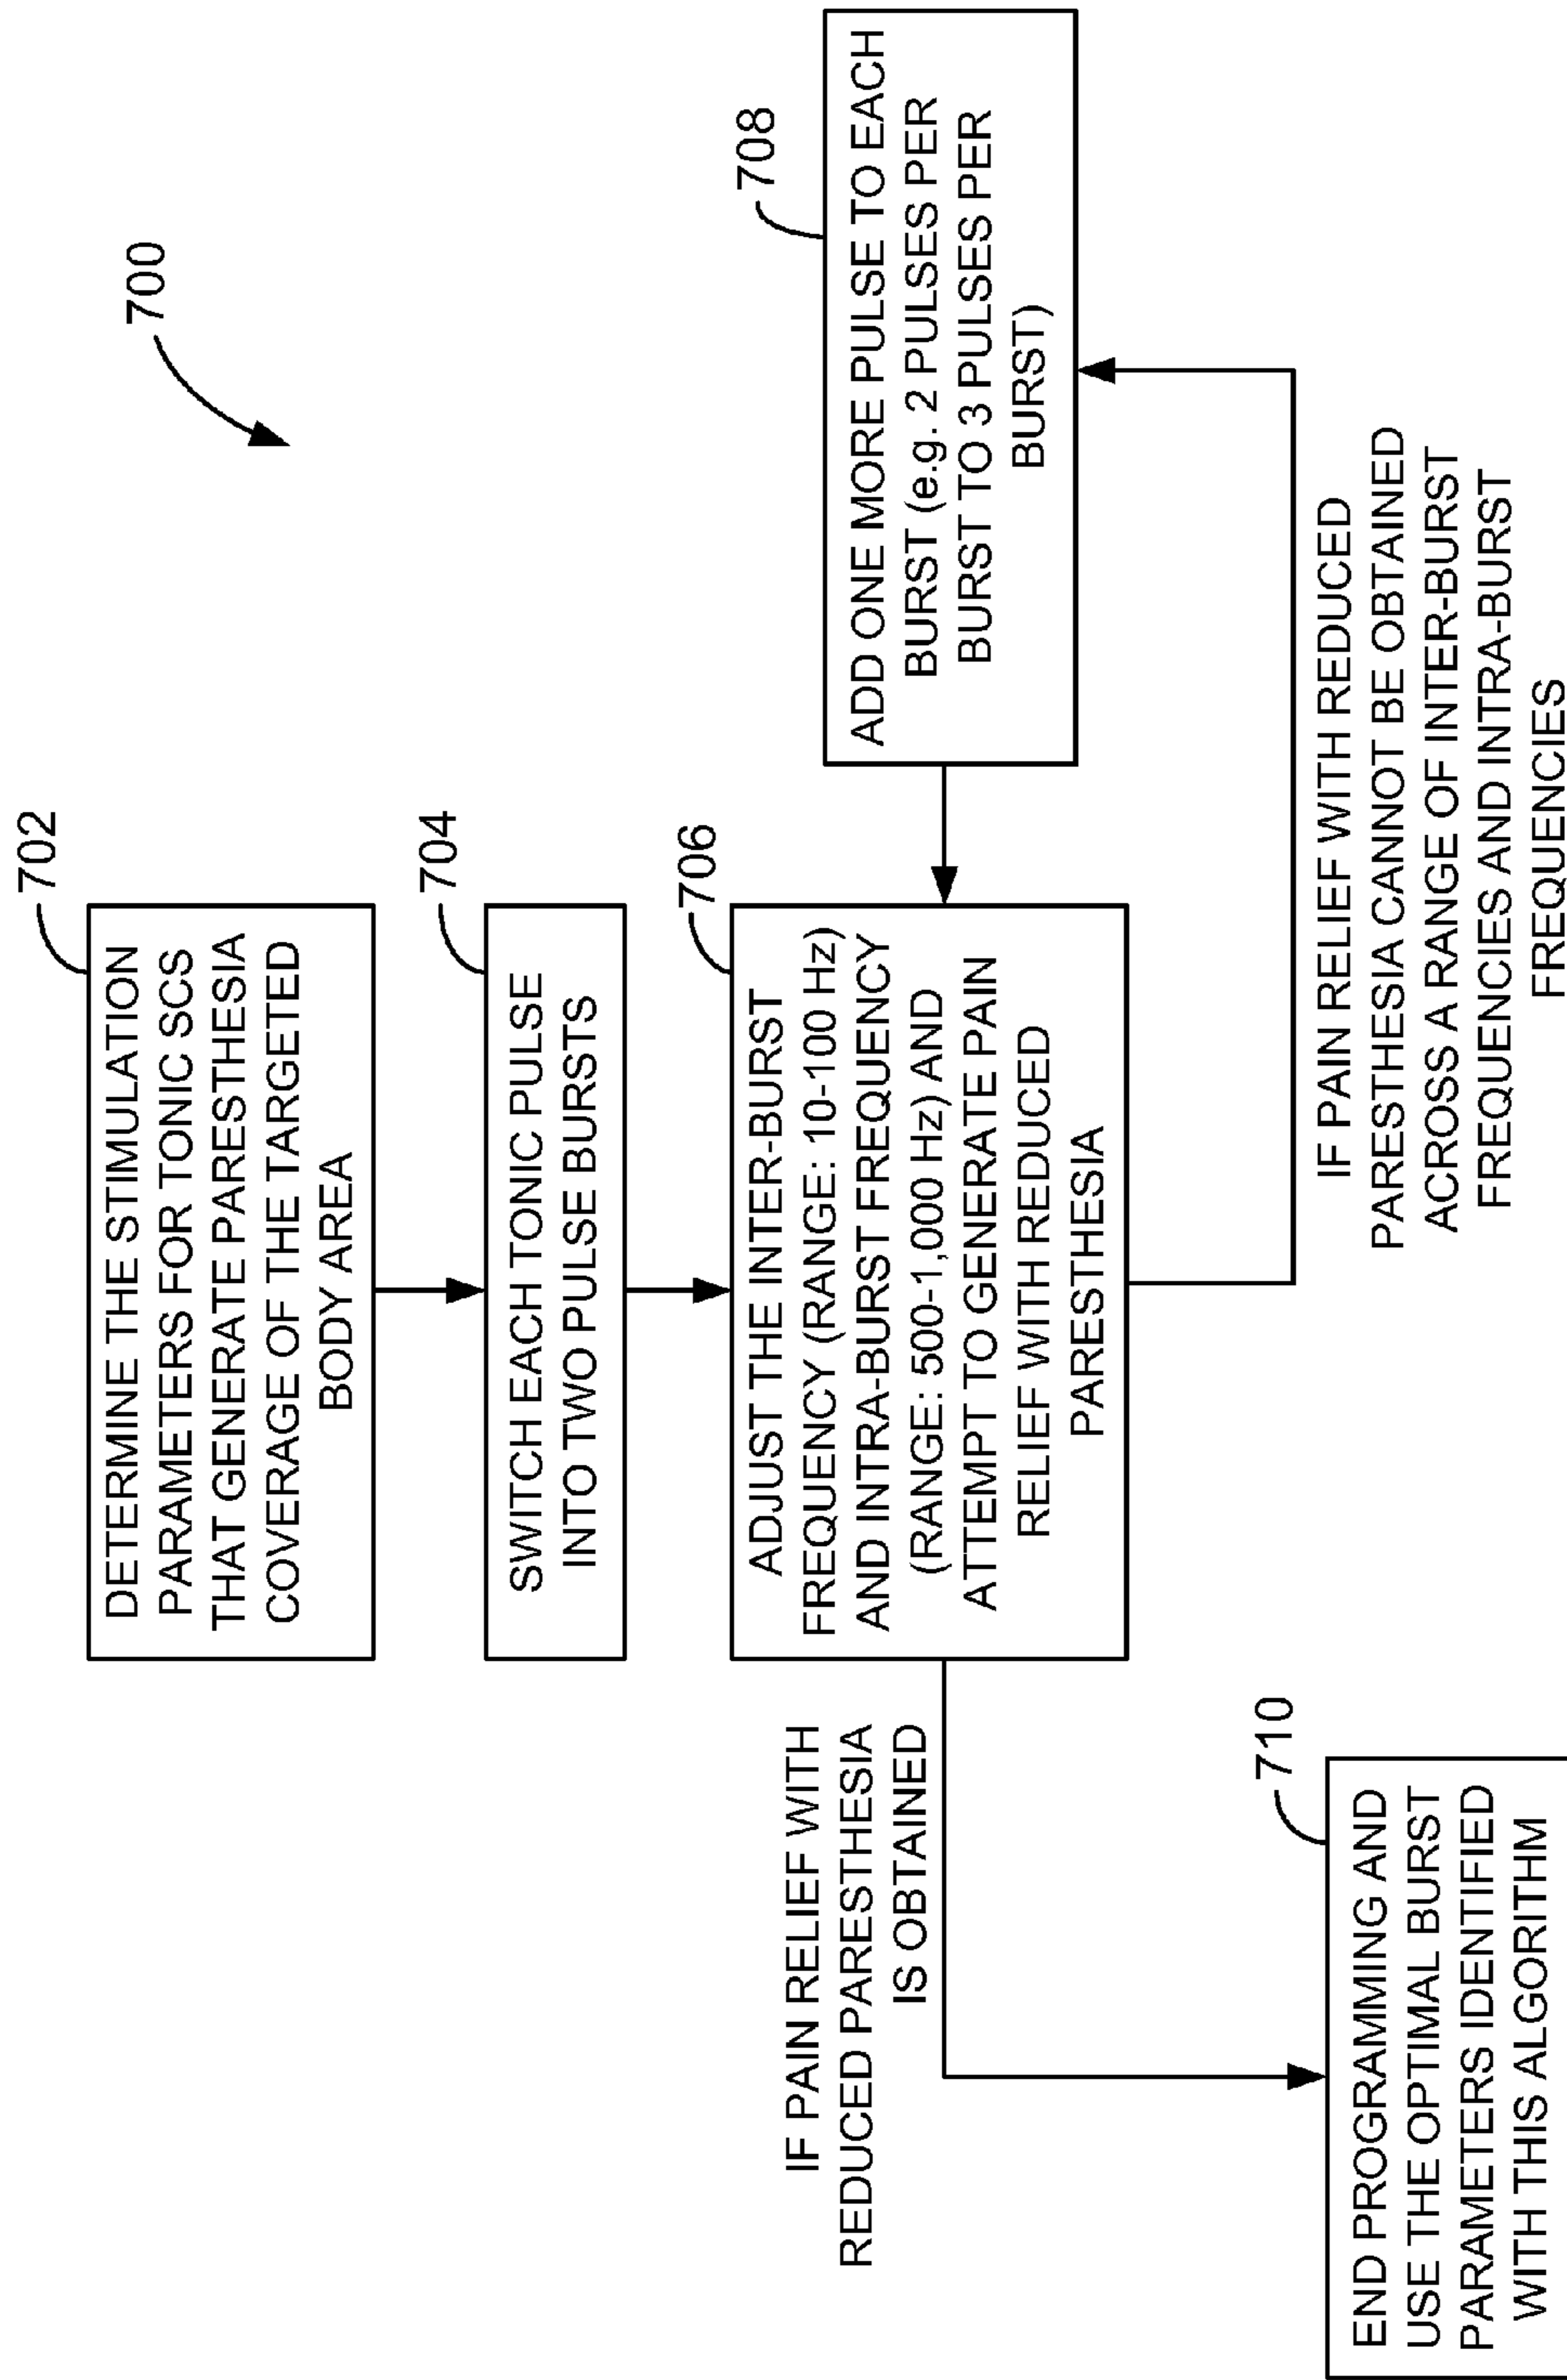 700
702
DETERMINE THE STIMULATION
PARAMETERS FOR TONIC SCS
THAT GENERATE PARESTHESIA
COVERAGE OF THE TARGETED
BODY AREA
704
SWITCH EACH TONIC PULSE
INTO TWO PULSE BURSTS
706
ADJUST THE INTER-BURST
FREQUENCY (RANGE: 10-100 Hz)
AND INTRA-BURST FREQUENCY
(RANGE: 500-1,000 Hz) AND
ATTEMPT TO GENERATE PAIN
RELIEF WITH REDUCED
PARESTHESIA
708
ADD ONE MORE PULSE TO EACH
BURST (e.g. 2 PULSES PER
BURST TO 3 PULSES PER
BURST)
IF PAIN RELIEF WITH
REDUCED PARESTHESIA
IS OBTAINED
IF PAIN RELIEF WITH REDUCED
PARESTHESIA CANNOT BE OBTAINED
ACROSS A RANGE OF INTER-BURST
FREQUENCIES AND INTRA-BURST
FREQUENCIES
710
END PROGRAMMING AND
USE THE OPTIMAL BURST
PARAMETERS IDENTIFIED
WITH THIS ALGORITHM